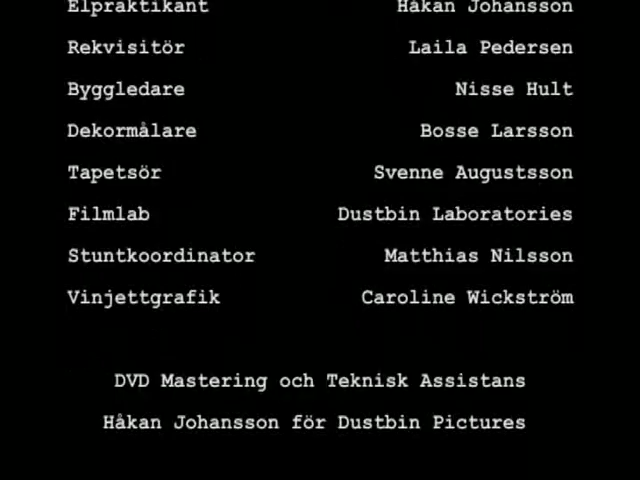 Elpraktikant Håkan Johansson
Rekvisitör Laila Pedersen
Byggledare Nisse Hult
Dekormålare Bosse Larsson
Tapetsör Svenne Augustsson
Filmlab Dustbin Laboratories
Stuntkoordinator Matthias Nilsson
Vinjettgrafik Caroline Wickström
DVD Mastering och Teknisk Assistans
Håkan Johansson för Dustbin Pictures